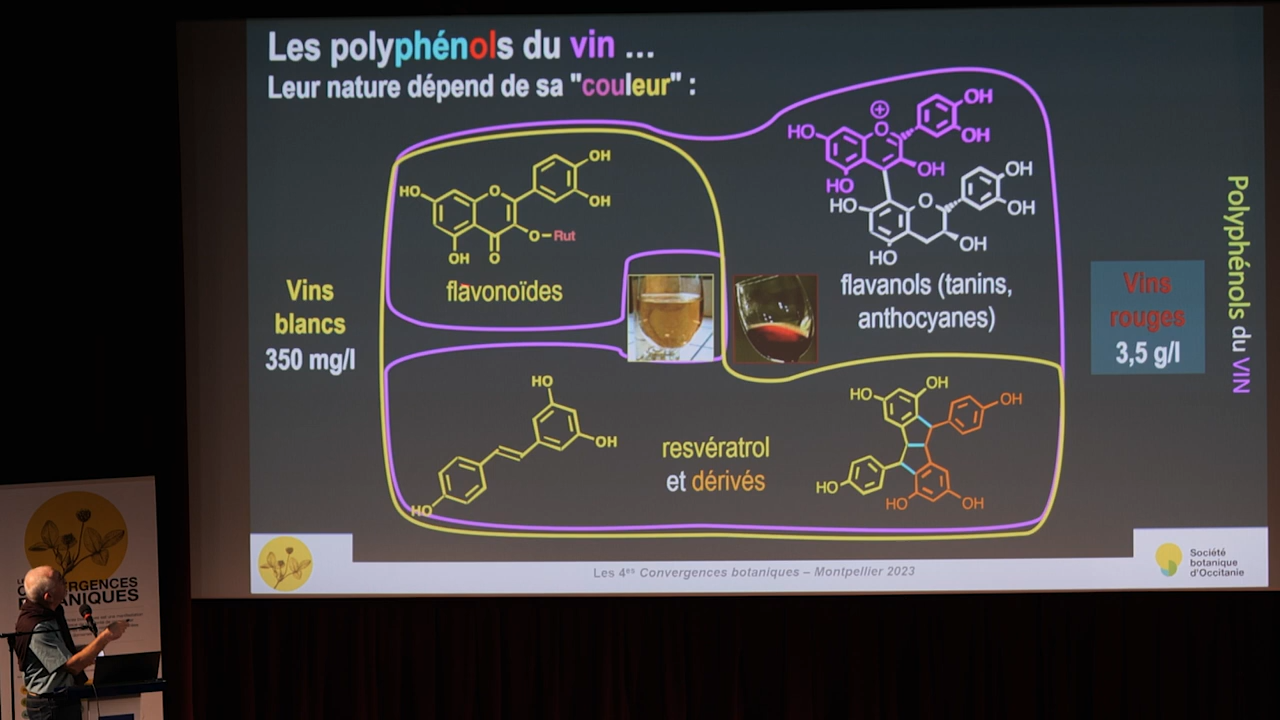 Les polyphénols du vin ...
Leur nature dépend de sa "couleur" :
HO
O
OH
OH
O-Rut
OH
O
flavonoïdes
HO
O
OH
OH
OH
HO
HO
O
OH
OH
OH
HO
flavanols (tanins,
anthocyanes)
Vins
blancs
350 mg/l
Vins
rouges
3,5 g/l
Polyphénols du VIN
HO
OH
HO
resvératrol
et dérivés
HO
OH
OH
HO
HO
OH
Les 4es Convergences botaniques – Montpellier 2023
Société
botanique
d'Occitanie
ERGENCES
ANIQUES